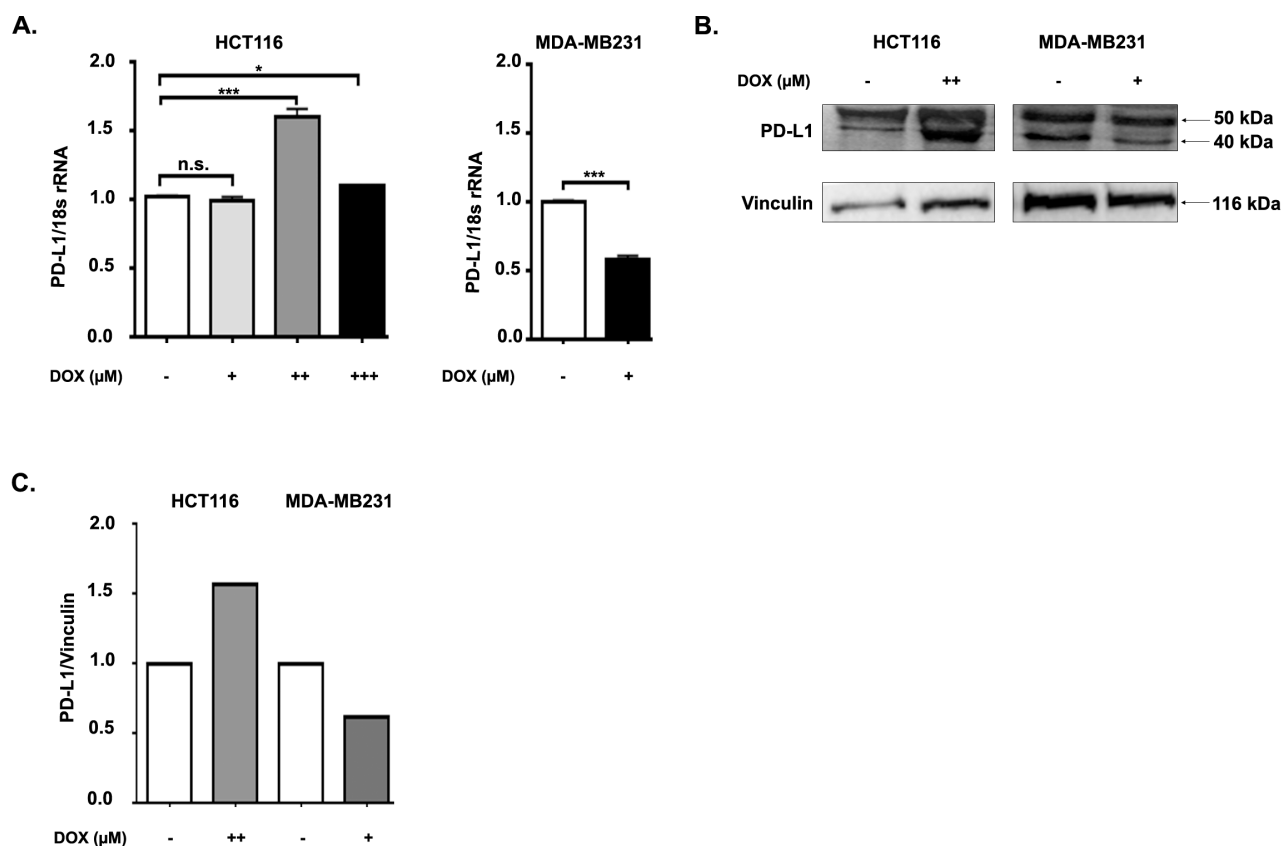 A.
HCT116
2.0
1.5
1.0
0.5
0.0
PD-L1/18s rRNA
*
***
n.s.
DOX (µM) - + ++ +++
MDA-MB231
2.0
1.5
1.0
0.5
0.0
PD-L1/18s rRNA
***
DOX (µM) - +
B.
HCT116 MDA-MB231
DOX (µM) - ++ - +
PD-L1
50 kDa
40 kDa
Vinculin
116 kDa
C.
HCT116 MDA-MB231
2.0
1.5
1.0
0.5
0.0
PD-L1/Vinculin
DOX (µM) - ++ - +